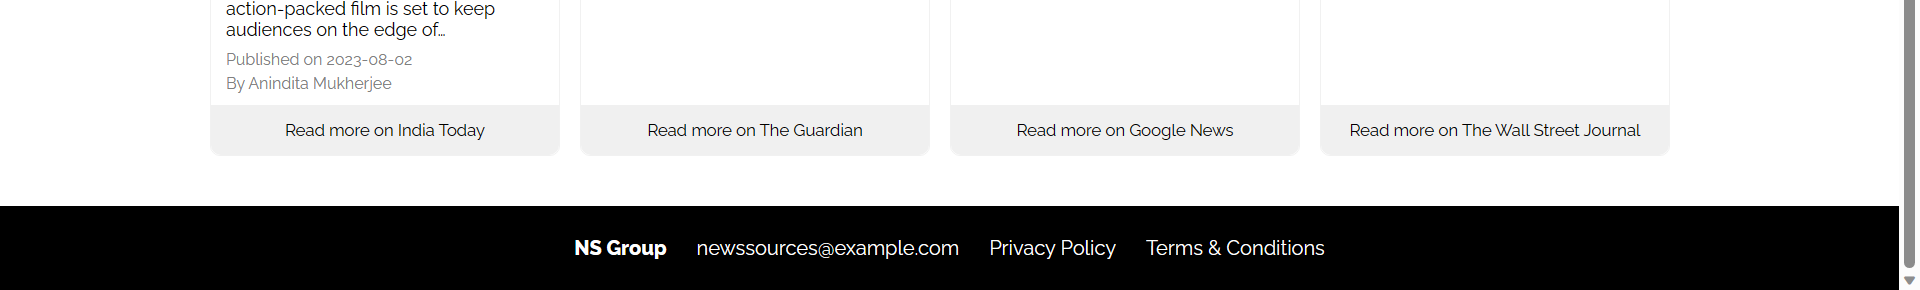 action-packed film is set to keep
audiences on the edge of…
Published on 2023-08-02
By Anindita Mukherjee
Read more on India Today
Read more on The Guardian
Read more on Google News
Read more on The Wall Street Journal
NS Group newssources@example.com Privacy Policy Terms & Conditions